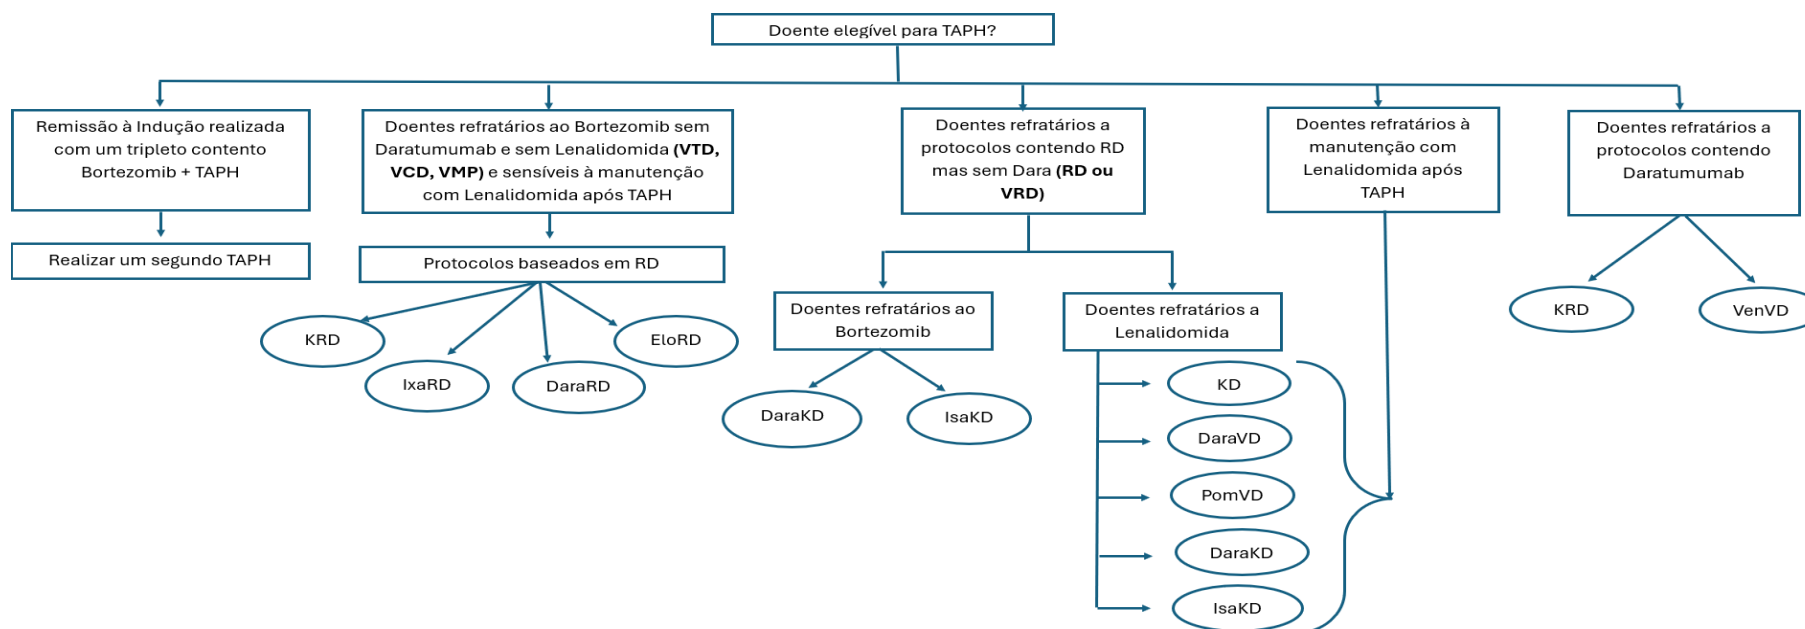 Doente elegível para TAPH?
Remissão à Indução realizada
com um tripleto contento
Bortezomib + TAPH
Doentes refratários ao Bortezomib sem
Daratumumab e sem Lenalidomida (VTD,
VCD, VMP) e sensíveis à manutenção
com Lenalidomida após TAPH
Doentes refratários a
protocolos contendo RD
mas sem Dara (RD ou
VRD)
Doentes refratários à
manutenção com
Lenalidomida após
TAPH
Doentes refratários a
protocolos contendo
Daratumumab
Realizar um segundo TAPH
Protocolos baseados em RD
KRD
IxaRD
DaraRD
EloRD
Doentes refratários ao
Bortezomib
DaraKD
IsaKD
Doentes refratários a
Lenalidomida
KD
DaraVD
PomVD
DaraKD
IsaKD
KRD
VenVD